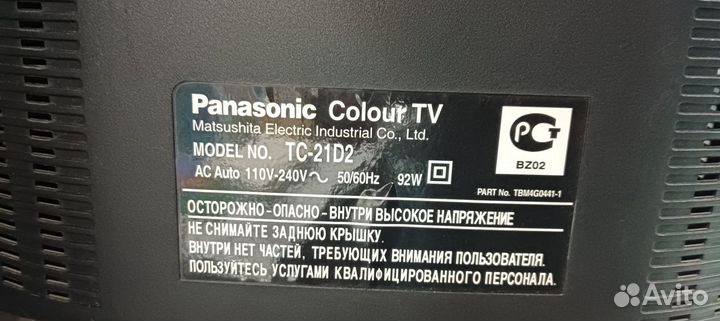 Panasonic Colour TV
Matsushita Electric Industrial Co., Ltd.
MODEL NO. TC-21D2
AC Auto 110V-240V~ 50/60Hz 92W
РСТ
BZ02
PART No. TBM4G0441-1
ОСТОРОЖНО-ОПАСНО-ВНУТРИ ВЫСОКОЕ НАПРЯЖЕНИЕ
НЕ СНИМАЙТЕ ЗАДНЮЮ КРЫШКУ.
ВНУТРИ НЕТ ЧАСТЕЙ, ТРЕБУЮЩИХ ВНИМАНИЯ ПОЛЬЗОВАТЕЛЯ.
ПОЛЬЗУЙТЕСЬ УСЛУГАМИ КВАЛИФИЦИРОВАННОГО ПЕРСОНАЛА.
Avito